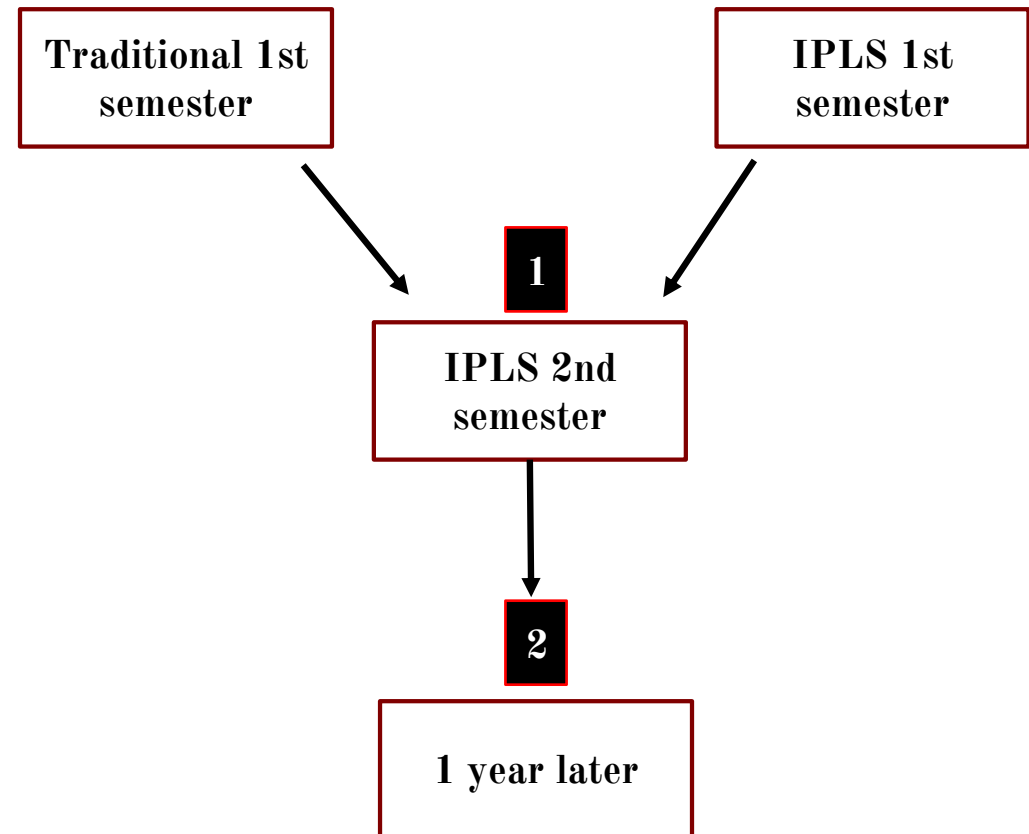 Traditional 1st
semester
IPLS 1st
semester
1
IPLS 2nd
semester
2
1 year later